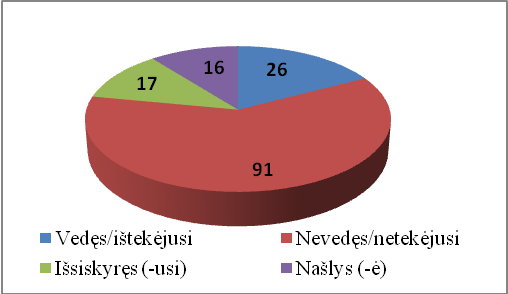 16
26
17
91
Vedęs/ištekėjusi
Nevedęs/netekėjusi
Išsiskyręs (-usi)
Našlys (-ė)